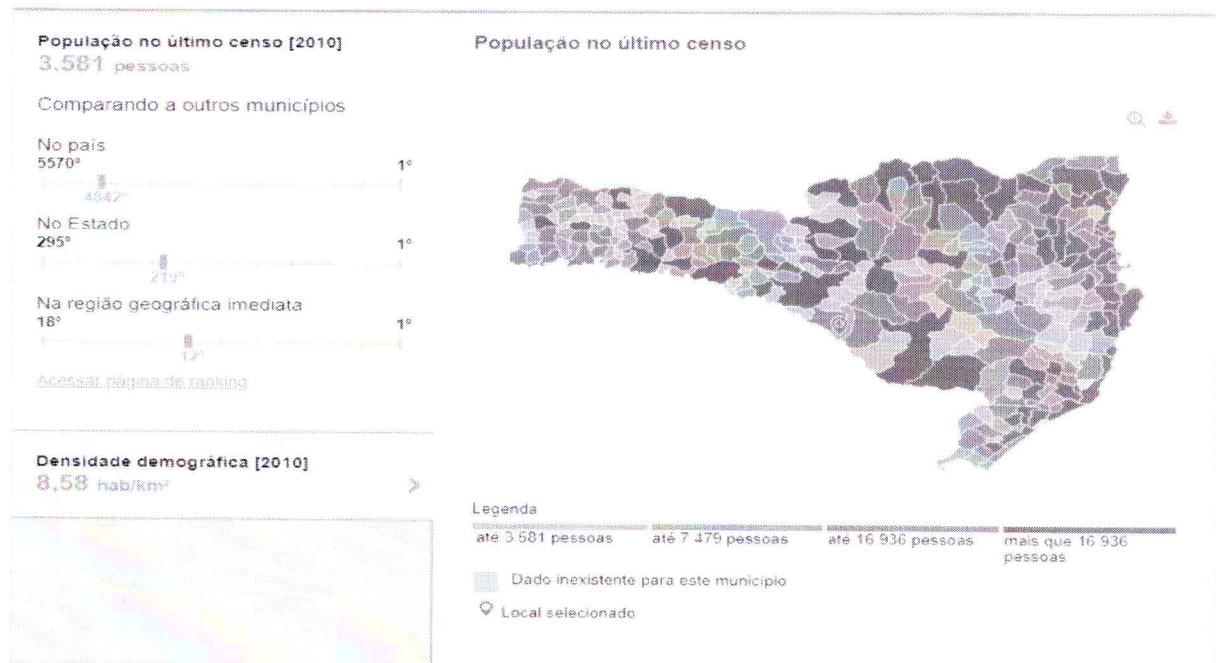 População no último censo [2010]
3.581 pessoas
Comparando a outros municípios
No país
5570º 1º
4842º
No Estado
295º 1º
219º
Na região geográfica imediata
18º 1º
12º
Acessar página de ranking
Densidade demográfica [2010]
8,58 hab/km²
População no último censo
Legenda
até 3 581 pessoas
até 7 479 pessoas
até 16 936 pessoas
mais que 16 936
pessoas
Dado inexistente para este município
Local selecionado